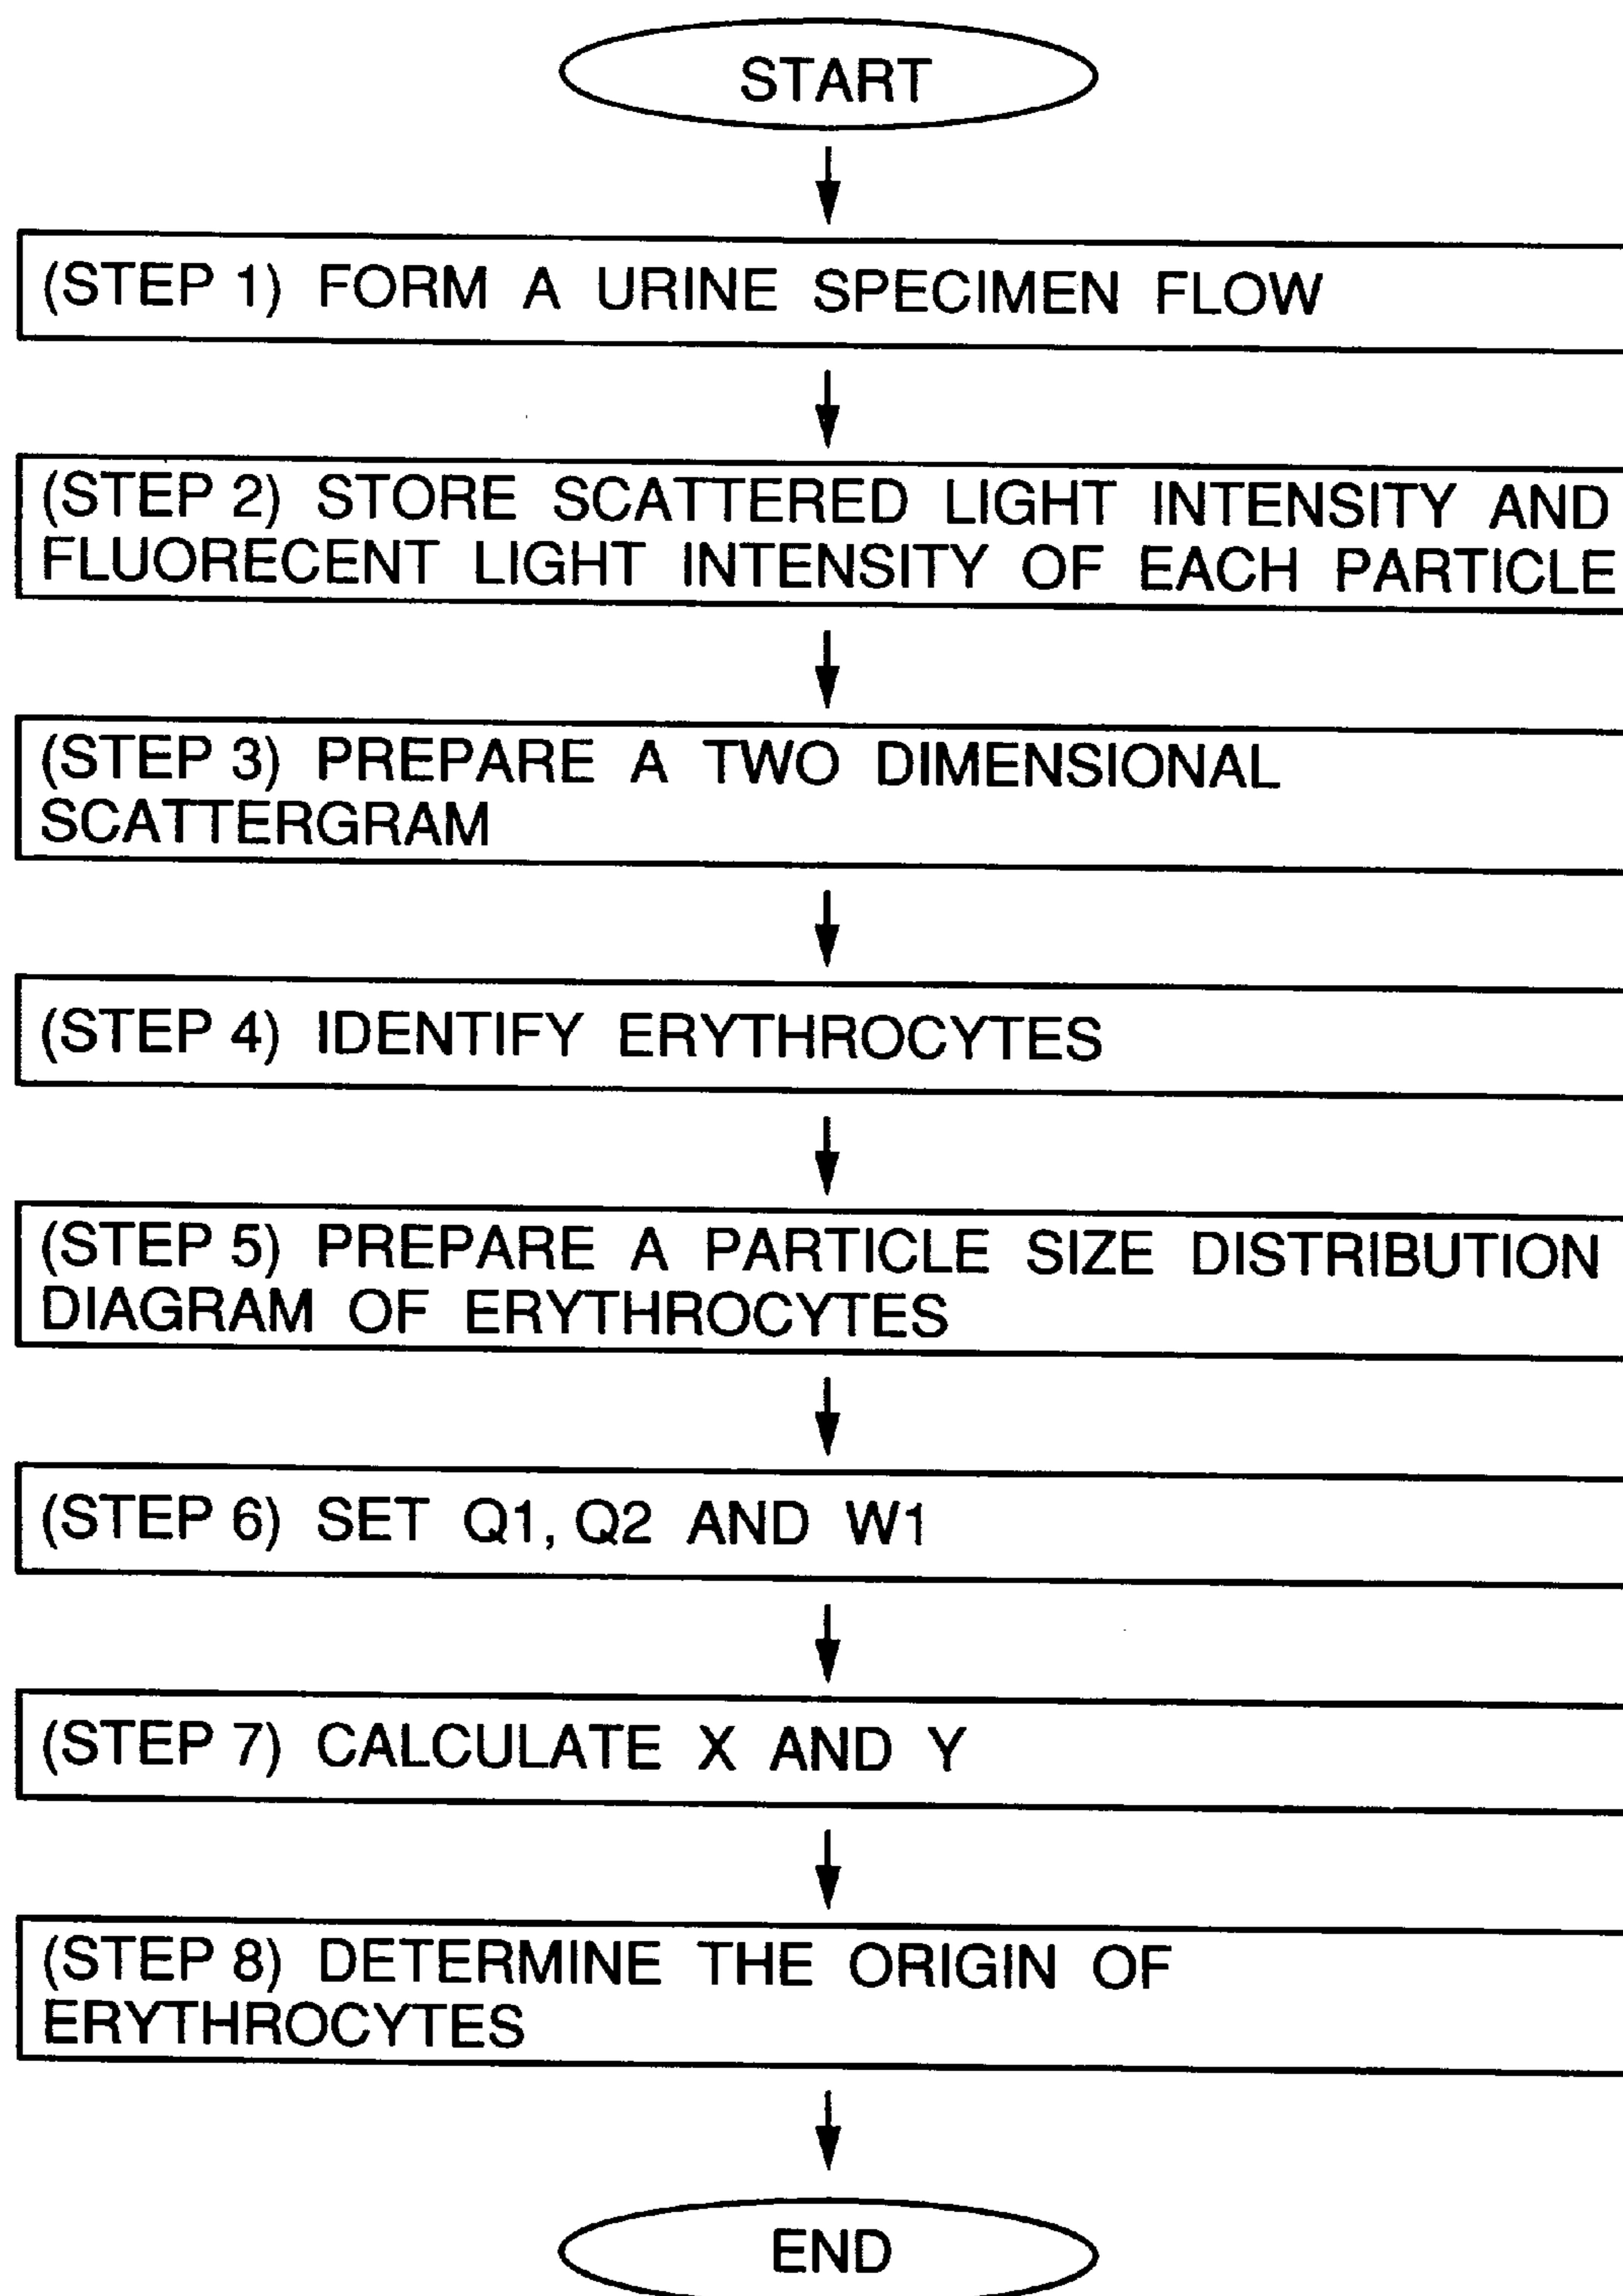 START
(STEP 1) FORM A URINE SPECIMEN FLOW
(STEP 2) STORE SCATTERED LIGHT INTENSITY AND
FLUORECENT LIGHT INTENSITY OF EACH PARTICLE
(STEP 3) PREPARE A TWO DIMENSIONAL
SCATTERGRAM
(STEP 4) IDENTIFY ERYTHROCYTES
(STEP 5) PREPARE A PARTICLE SIZE DISTRIBUTION
DIAGRAM OF ERYTHROCYTES
(STEP 6) SET Q1, Q2 AND W1
(STEP 7) CALCULATE X AND Y
(STEP 8) DETERMINE THE ORIGIN OF
ERYTHROCYTES
END